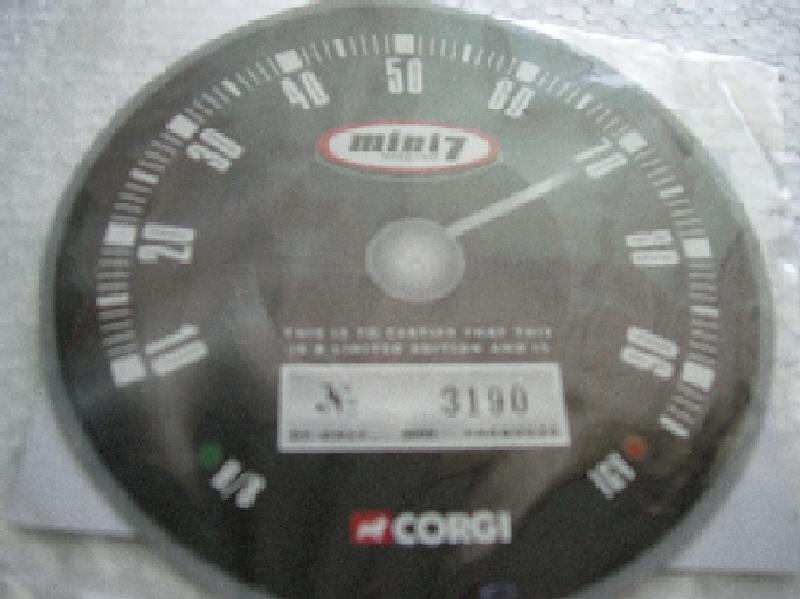 50
40
60
30
mini7
70
20
80
THIS IS TO CERTIFY THAT THIS
IS A LIMITED EDITION AND IS
10
90
No 3190
IGN
CORGI